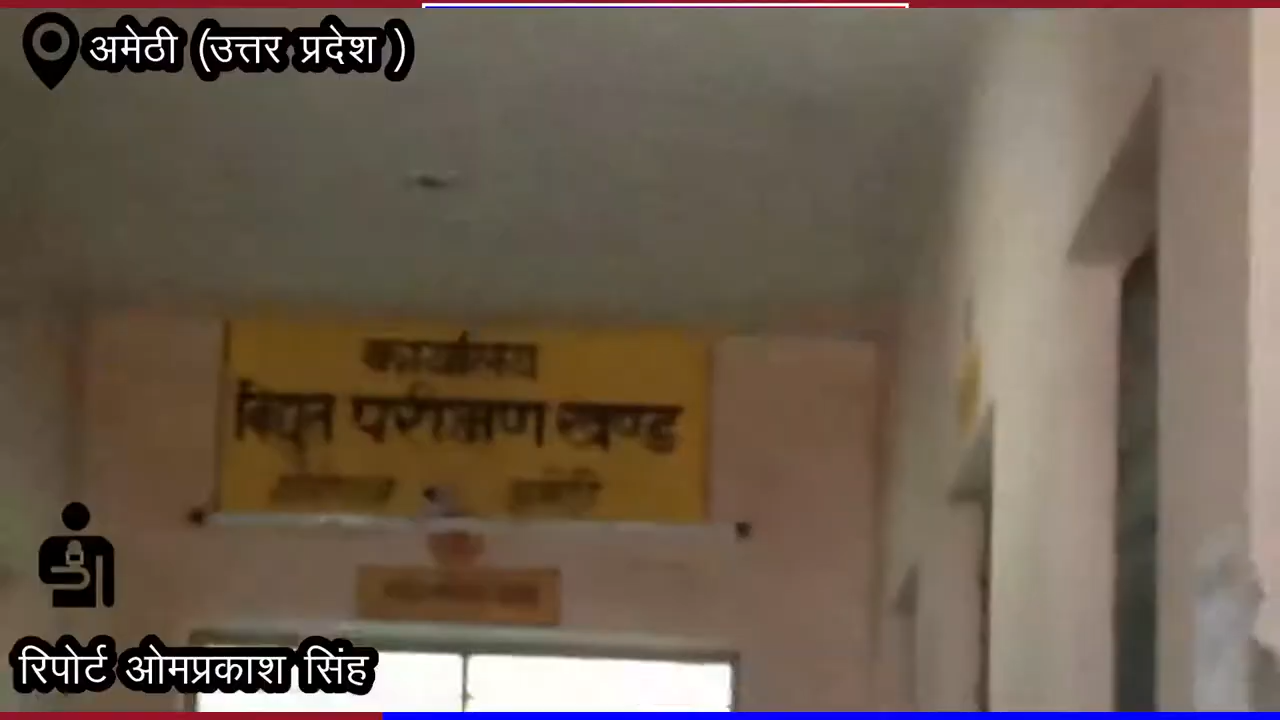 अमेठी (उत्तर प्रदेश )
कार्यालय
विद्युत परीक्षण खण्ड
रिपोर्ट ओमप्रकाश सिंह